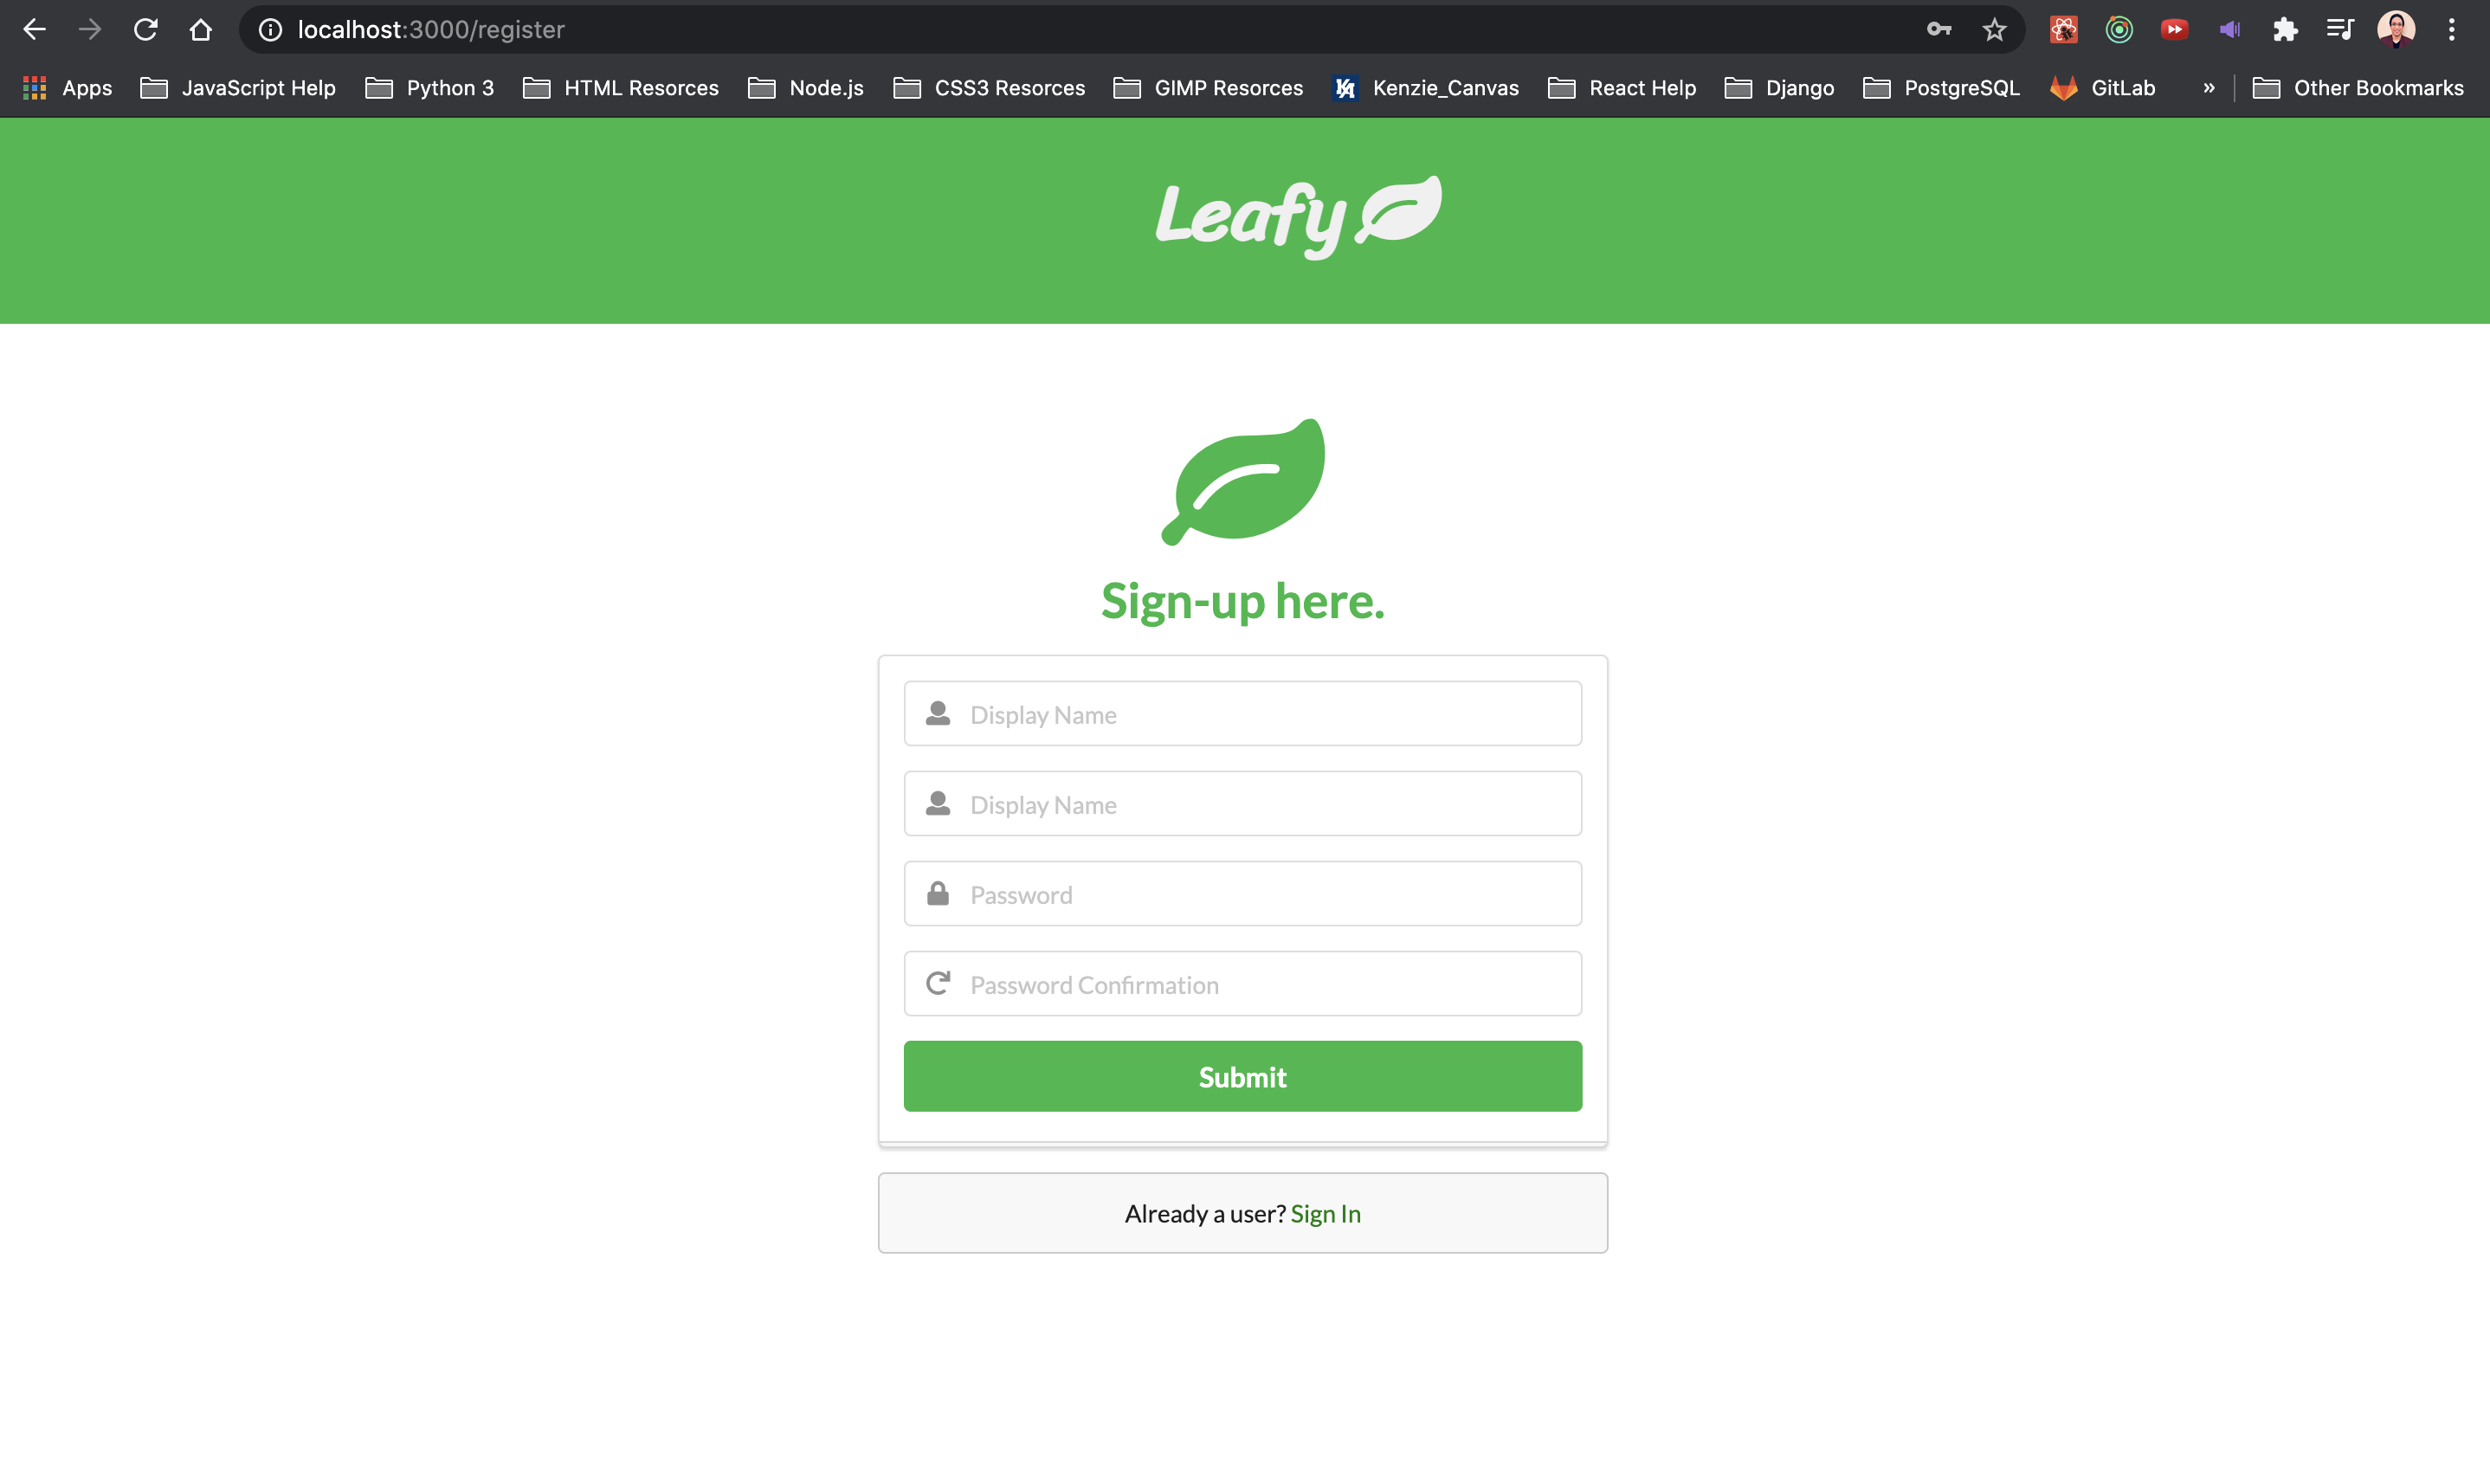 localhost:3000/register
Apps JavaScript Help Python 3 HTML Resorces Node.js CSS3 Resorces GIMP Resorces Kenzie_Canvas React Help Django PostgreSQL GitLab » Other Bookmarks
Leafy
Sign-up here.
Display Name
Display Name
Password
Password Confirmation
Submit
Already a user? Sign In